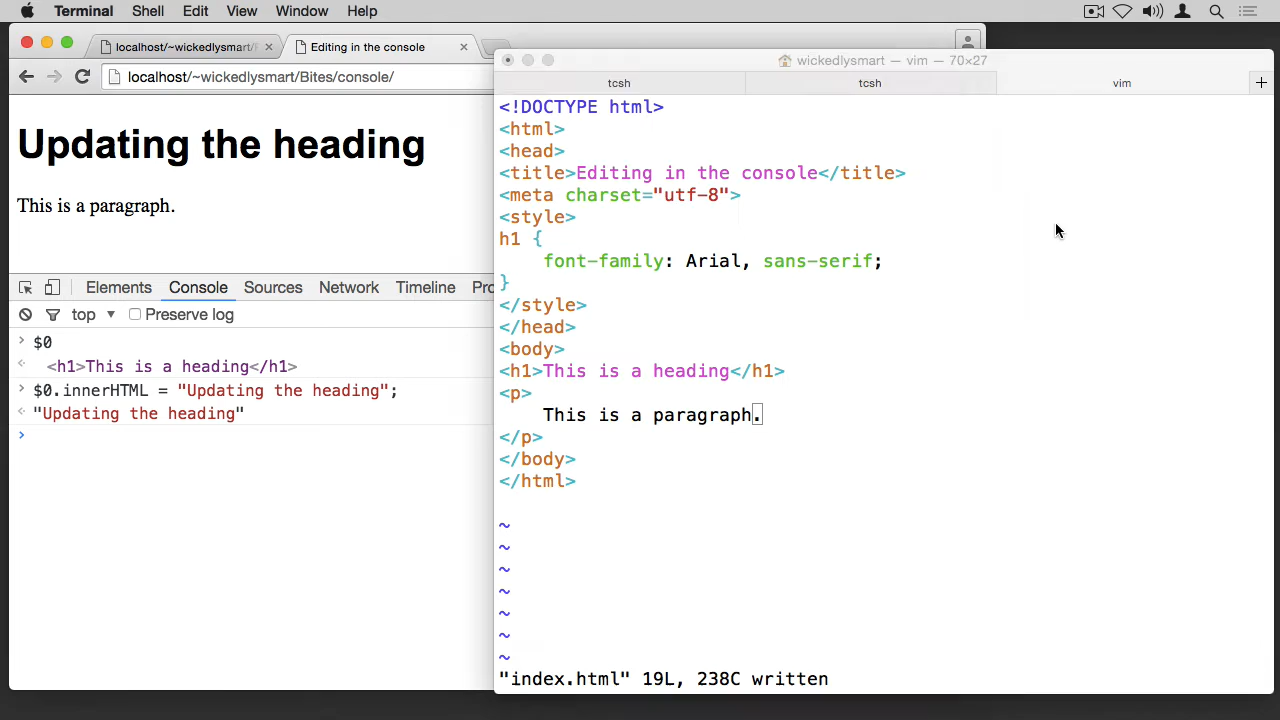 Terminal Shell Edit View Window Help
localhost/~wickedlysmart/
Editing in the console
localhost/~wickedlysmart/Bites/console/
Updating the heading
This is a paragraph.
Elements Console Sources Network Timeline Pro
top Preserve log
> $0
<h1>This is a heading</h1>
> $0.innerHTML = "Updating the heading";
"Updating the heading"
>
wickedlysmart — vim — 70×27
tcsh tcsh vim +
<!DOCTYPE html>
<html>
<head>
<title>Editing in the console</title>
<meta charset="utf-8">
<style>
h1 {
    font-family: Arial, sans-serif;
}
</style>
</head>
<body>
<h1>This is a heading</h1>
<p>
    This is a paragraph.
</p>
</body>
</html>
~
~
~
~
~
~
~
"index.html" 19L, 238C written